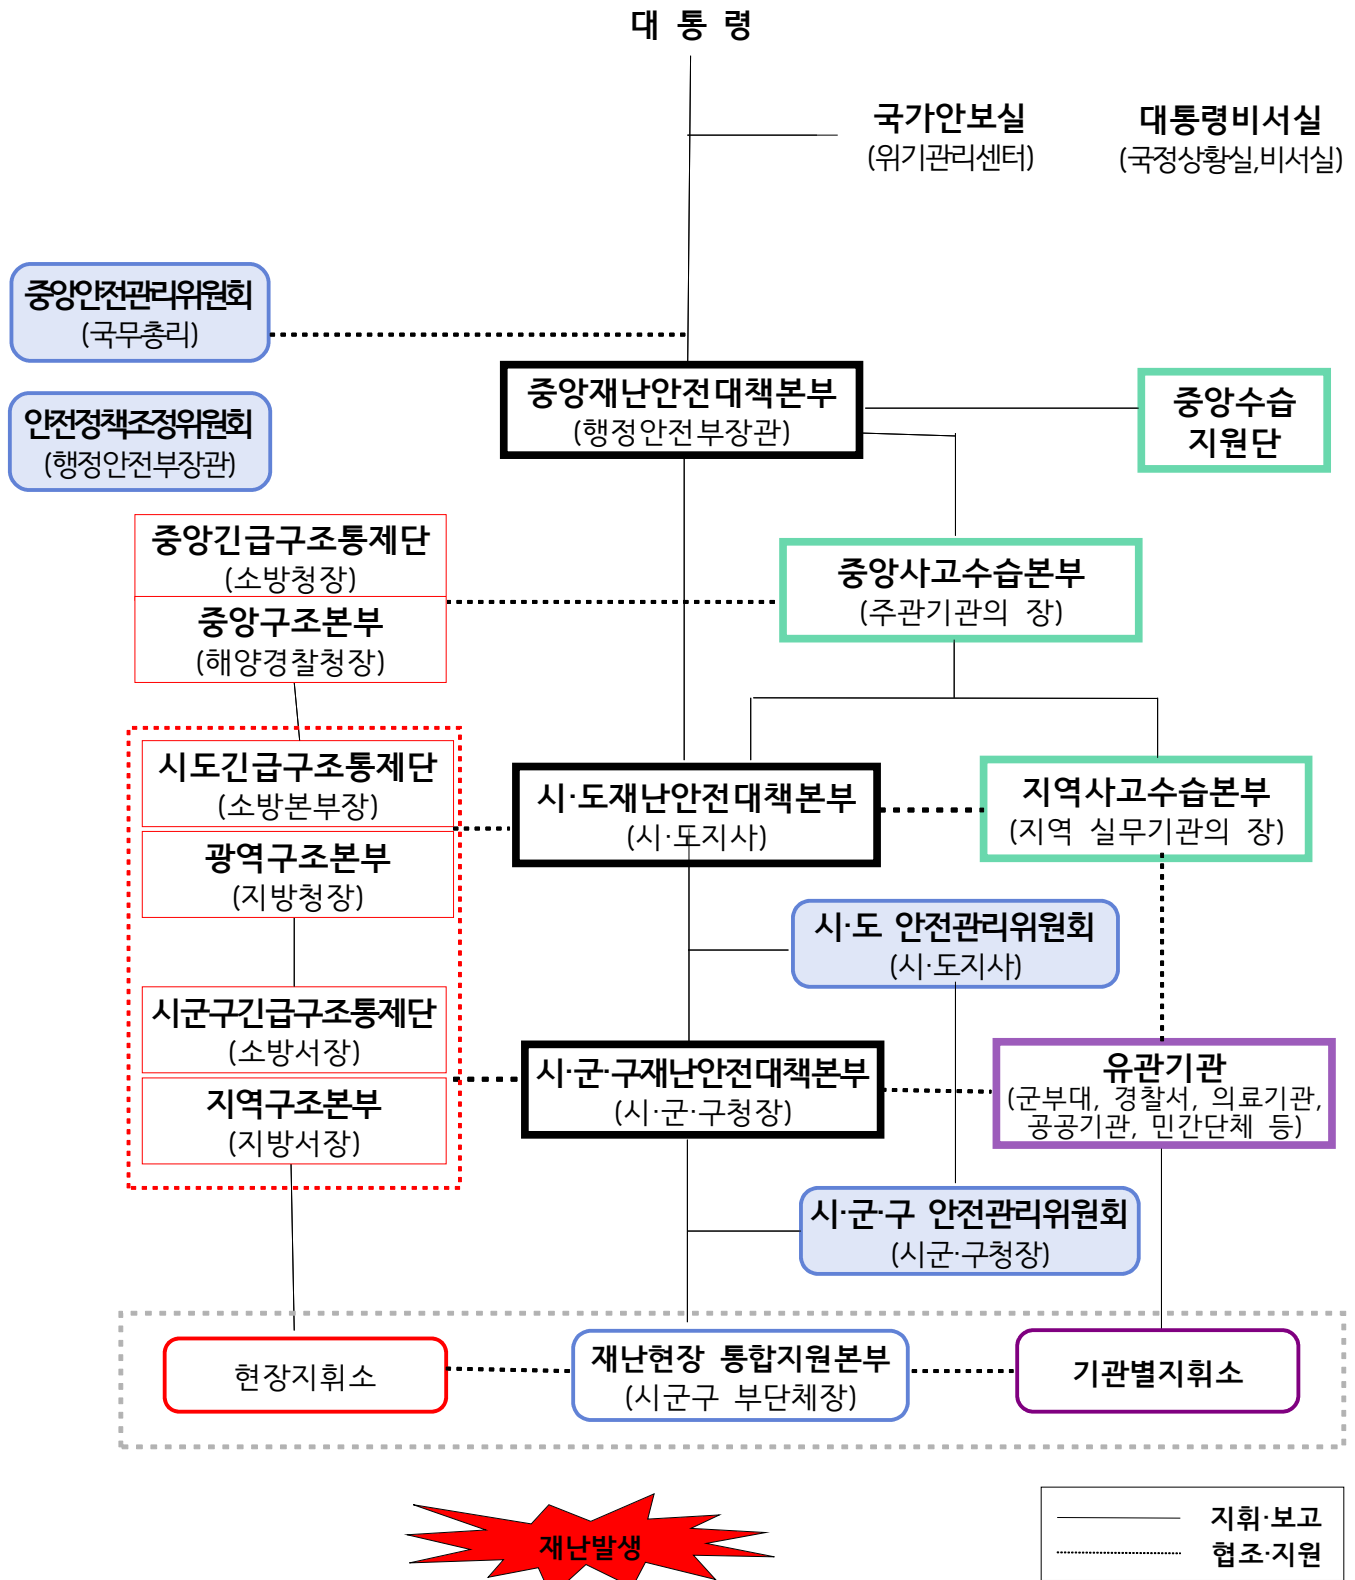 대 통 령
국가안보실
(위기관리센터)
대통령비서실
(국정상황실,비서실)
중앙안전관리위원회
(국무총리)
안전정책조정위원회
(행정안전부장관)
중앙재난안전대책본부
(행정안전부장관)
중앙수습
지원단
중앙긴급구조통제단
(소방청장)
중앙구조본부
(해양경찰청장)
중앙사고수습본부
(주관기관의 장)
시도긴급구조통제단
(소방본부장)
광역구조본부
(지방청장)
시·도재난안전대책본부
(시·도지사)
지역사고수습본부
(지역 실무기관의 장)
시·도 안전관리위원회
(시·도지사)
시군구긴급구조통제단
(소방서장)
지역구조본부
(지방서장)
시·군·구재난안전대책본부
(시·군·구청장)
유관기관
(군부대, 경찰서, 의료기관,
공공기관, 민간단체 등)
시·군·구 안전관리위원회
(시군·구청장)
현장지휘소
재난현장 통합지원본부
(시군구 부단체장)
기관별지휘소
재난발생
지휘·보고
협조·지원